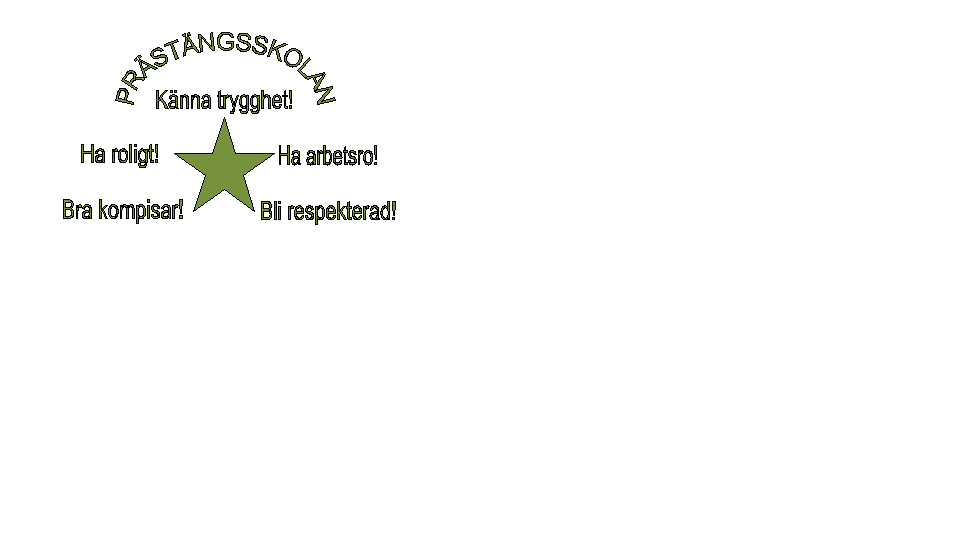 PRÄSTÄNGSSKOLAN
Känna trygghet!
Ha roligt!
Ha arbetsro!
Bra kompisar!
Bli respekterad!